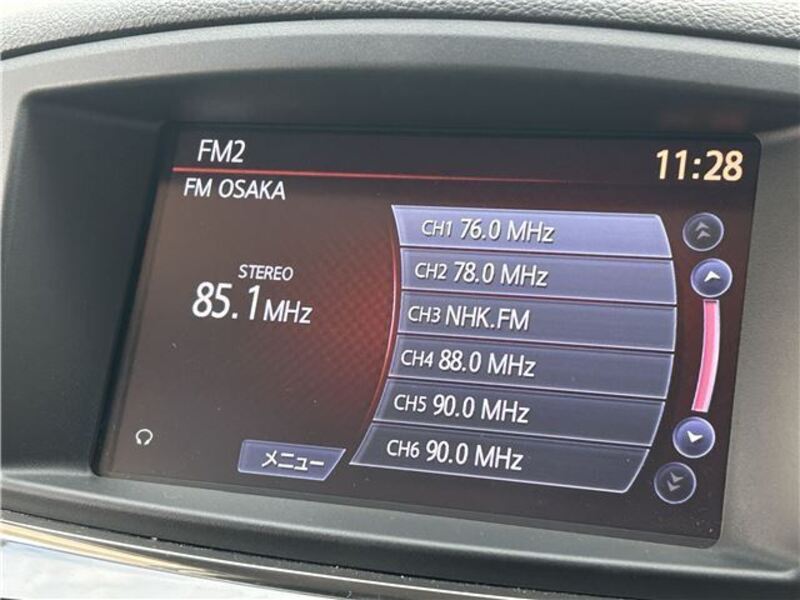 FM2
11:28
FM OSAKA
STEREO
85.1MHz
CH1 76.0 MHz
CH2 78.0 MHz
CH3 NHK.FM
CH4 88.0 MHz
CH5 90.0 MHz
CH6 90.0 MHz
メニュー